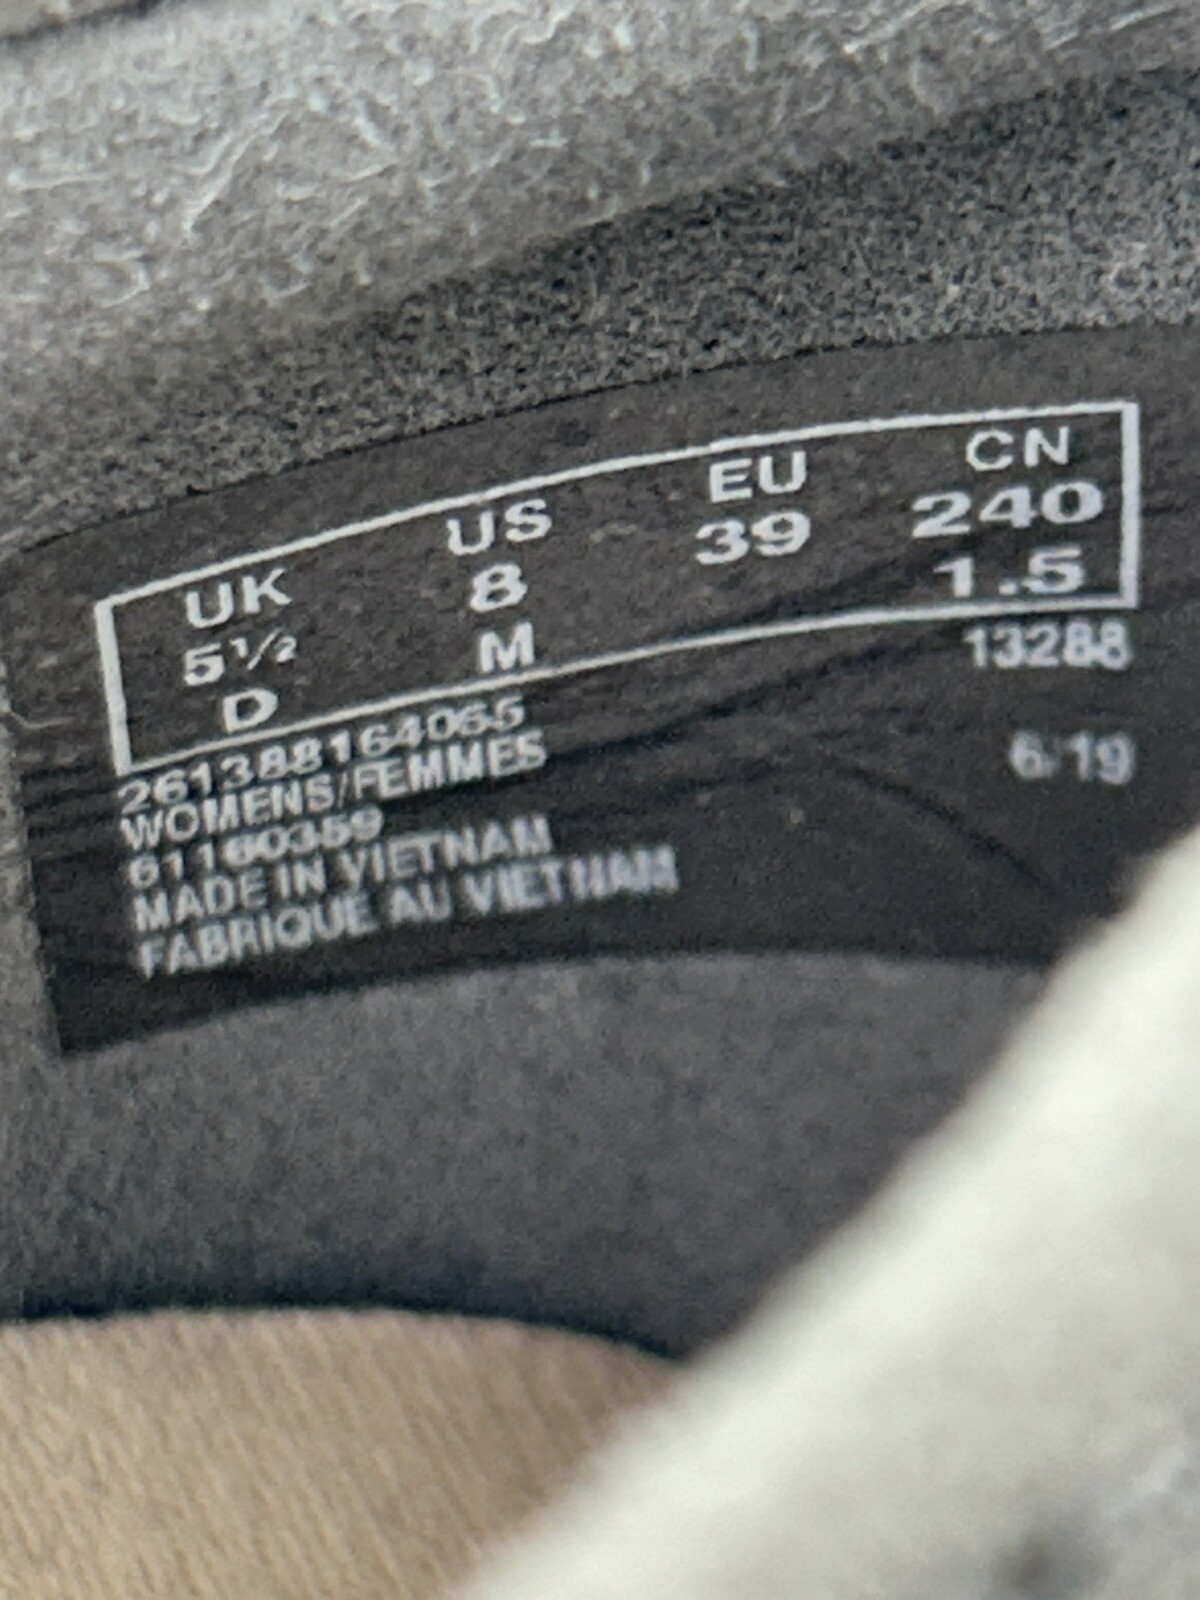 UK US EU CN
5½ 8 39 240
D M 1.5
261388164065 13288
WOMENS/FEMMES
61160359 6/19
MADE IN VIETNAM
FABRIQUE AU VIETNAM